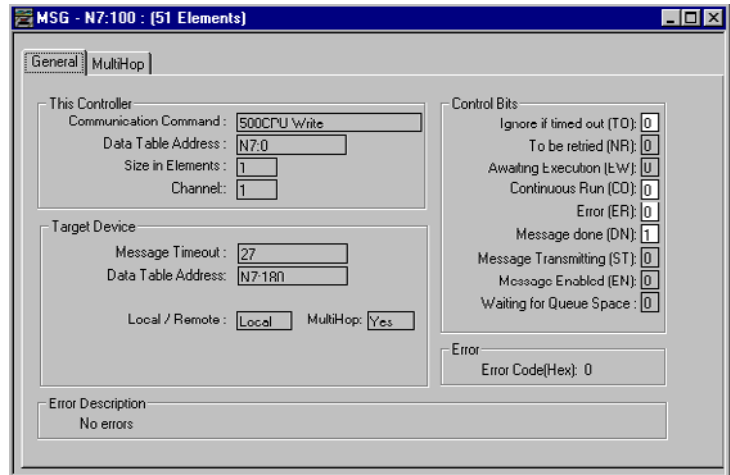 MSG - N7:100 : (51 Elements)
General MultiHop
This Controller
Communication Command : 500CPU Write
Data Table Address : N7:0
Size in Elements : 1
Channel:: 1
Target Device
Message Timeout : 27
Data Table Address: N7:180
Local / Remote : Local MultiHop: Yes
Control Bits
Ignore if timed out (TO): 0
To be retried (NR): 0
Awaiting Execution (EW): 0
Continuous Run (CO): 0
Error (ER): 0
Message done (DN): 1
Message Transmitting (ST): 0
Message Enabled (EN): 0
Waiting for Queue Space : 0
Error
Error Code(Hex): 0
Error Description
No errors